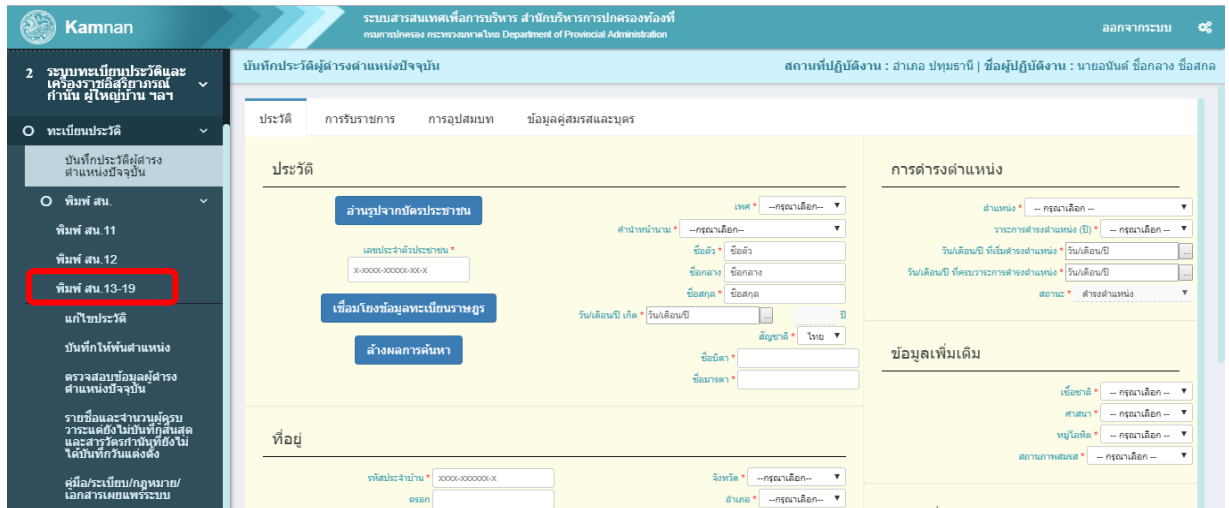 Kamnan
ระบบสารสนเทศเพื่อการบริหาร สำนักบริหารการปกครองท้องที่
กรมการปกครอง กระทรวงมหาดไทย Department of Provincial Administration
ออกจากระบบ
2 ระบบทะเบียนประวัติและ
เครื่องราชอิสริยาภรณ์
กำนัน ผู้ใหญ่บ้าน ฯลฯ
ทะเบียนประวัติ
บันทึกประวัติผู้ดำรง
ตำแหน่งปัจจุบัน
พิมพ์ สน.
พิมพ์ สน.11
พิมพ์ สน.12
พิมพ์ สน.13-19
แก้ไขประวัติ
บันทึกให้พ้นตำแหน่ง
ตรวจสอบข้อมูลผู้ดำรง
ตำแหน่งปัจจุบัน
รายชื่อและจำนวนผู้ครบ
วาระแต่ยังไม่บันทึกสิ้นสุด
และสารวัตรกำนันที่ยังไม่
ได้บันทึกวันแต่งตั้ง
คู่มือ/ระเบียบ/กฎหมาย/
เอกสารเผยแพร่ระบบ
บันทึกประวัติผู้ดำรงตำแหน่งปัจจุบัน
สถานที่ปฏิบัติงาน : อำเภอ ปทุมธานี | ชื่อผู้ปฏิบัติงาน : นายอนันต์ ชื่อกลาง ชื่อสกุล
ประวัติ การรับราชการ การอุปสมบท ข้อมูลคู่สมรสและบุตร
ประวัติ
อ่านรูปจากบัตรประชาชน
เลขประจำตัวประชาชน *
x-xxxx-xxxxx-xx-x
เชื่อมโยงข้อมูลทะเบียนราษฎร
ล้างผลการค้นหา
เพศ * --กรุณาเลือก--
คำนำหน้านาม * --กรุณาเลือก--
ชื่อตัว * ชื่อตัว
ชื่อกลาง ชื่อกลาง
ชื่อสกุล * ชื่อสกุล
วัน/เดือน/ปี เกิด * วัน/เดือน/ปี ... ปี
สัญชาติ * ไทย
ชื่อบิดา *
ชื่อมารดา *
การดำรงตำแหน่ง
ตำแหน่ง * -- กรุณาเลือก --
วาระการดำรงตำแหน่ง (ปี) * -- กรุณาเลือก --
วัน/เดือน/ปี ที่เริ่มดำรงตำแหน่ง * วัน/เดือน/ปี ...
วัน/เดือน/ปี ที่ครบวาระการดำรงตำแหน่ง * วัน/เดือน/ปี ...
สถานะ * ดำรงตำแหน่ง
ข้อมูลเพิ่มเติม
เชื้อชาติ * -- กรุณาเลือก --
ศาสนา * -- กรุณาเลือก --
หมู่โลหิต * -- กรุณาเลือก --
สถานภาพสมรส * -- กรุณาเลือก --
ที่อยู่
รหัสประจำบ้าน * xxxx-xxxxxx-x
ตรอก
จังหวัด * --กรุณาเลือก--
อำเภอ * --กรุณาเลือก--